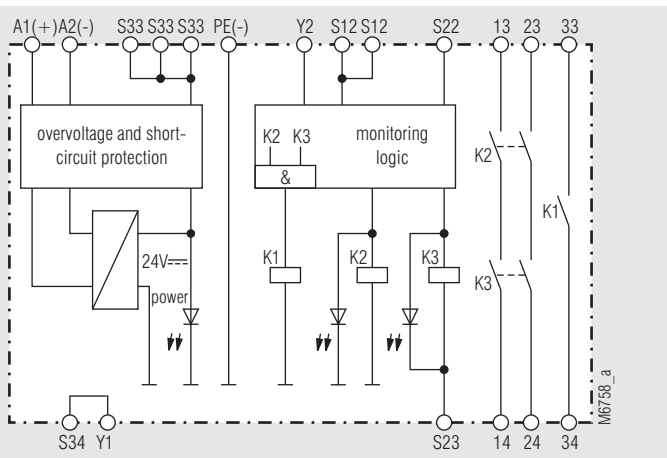 A1(+) A2(-) S33 S33 S33 PE(-) Y2 S12 S12 S22 13 23 33
overvoltage and short-
circuit protection
K2 K3
&
monitoring
logic
K2
K1
24V
power
K1 K2 K3
K3
M6758_a
S34 Y1 S23 14 24 34